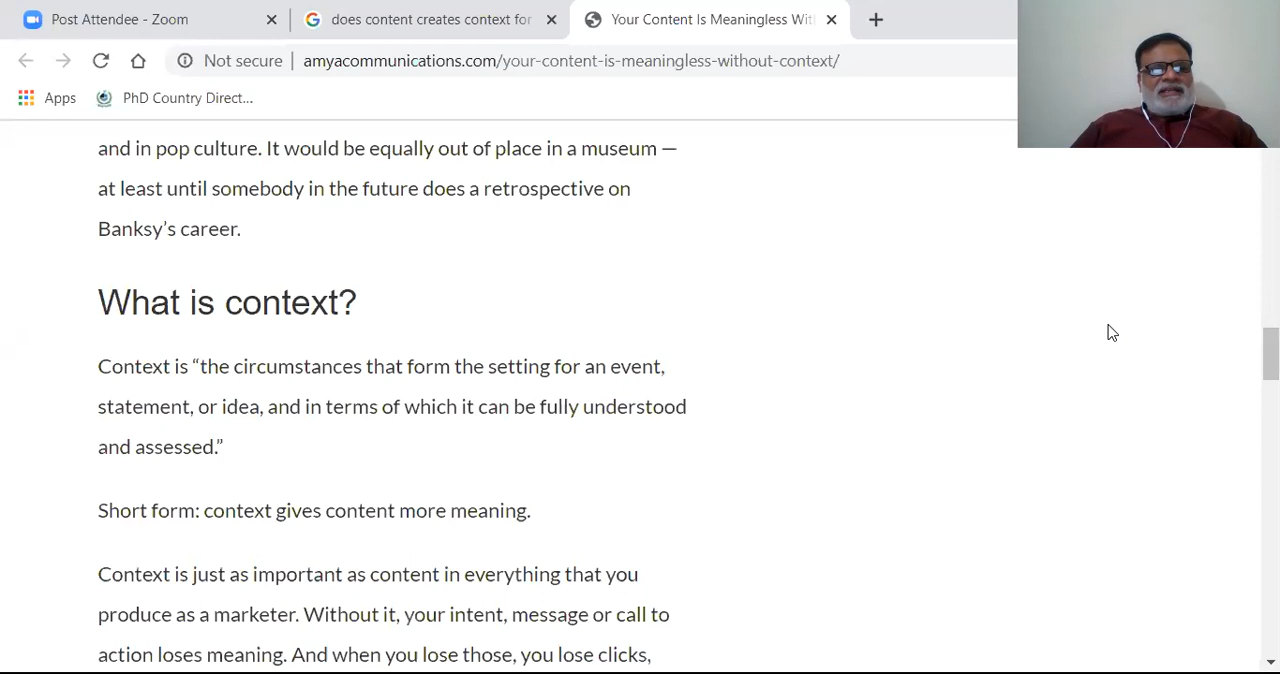 Post Attendee - Zoom
does content creates context for
Your Content Is Meaningless Wit
Not secure | amyacommunications.com/your-content-is-meaningless-without-context/
Apps
PhD Country Direct...
and in pop culture. It would be equally out of place in a museum —
at least until somebody in the future does a retrospective on
Banksy’s career.
What is context?
Context is “the circumstances that form the setting for an event,
statement, or idea, and in terms of which it can be fully understood
and assessed.”
Short form: context gives content more meaning.
Context is just as important as content in everything that you
produce as a marketer. Without it, your intent, message or call to
action loses meaning. And when you lose those, you lose clicks,